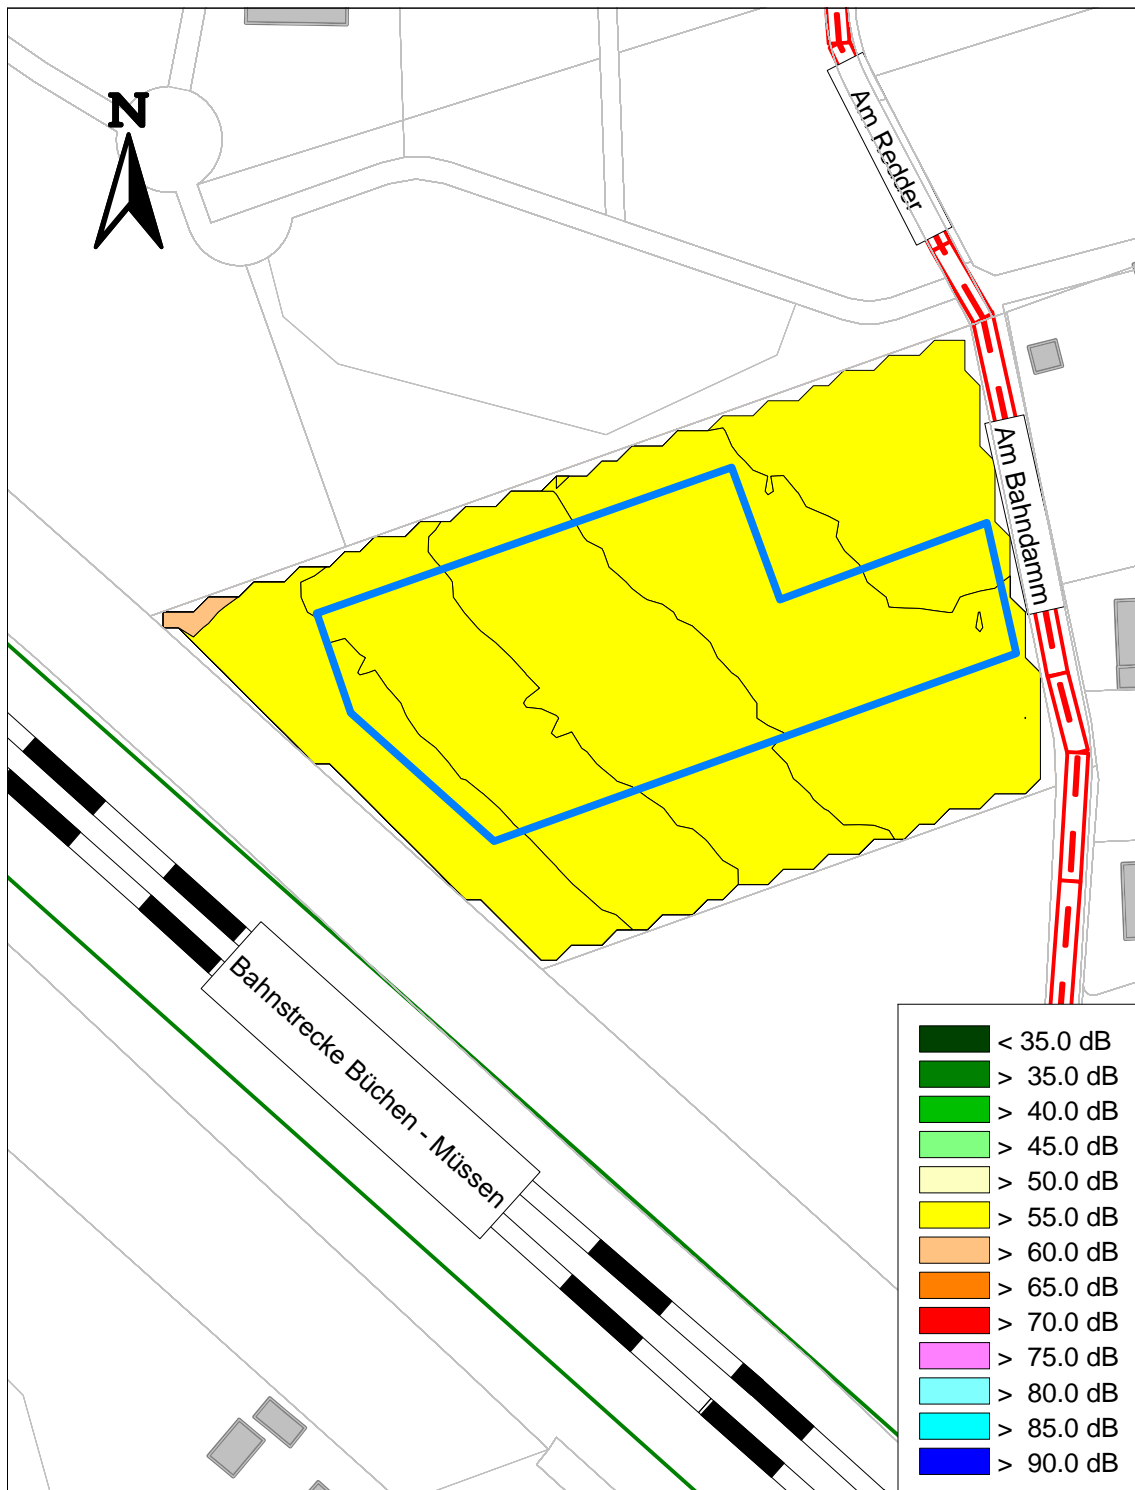 N
Am Redder
Am Bahndamm
Bahnstrecke Büchen - Müssen
< 35.0 dB
> 35.0 dB
> 40.0 dB
> 45.0 dB
> 50.0 dB
> 55.0 dB
> 60.0 dB
> 65.0 dB
> 70.0 dB
> 75.0 dB
> 80.0 dB
> 85.0 dB
> 90.0 dB